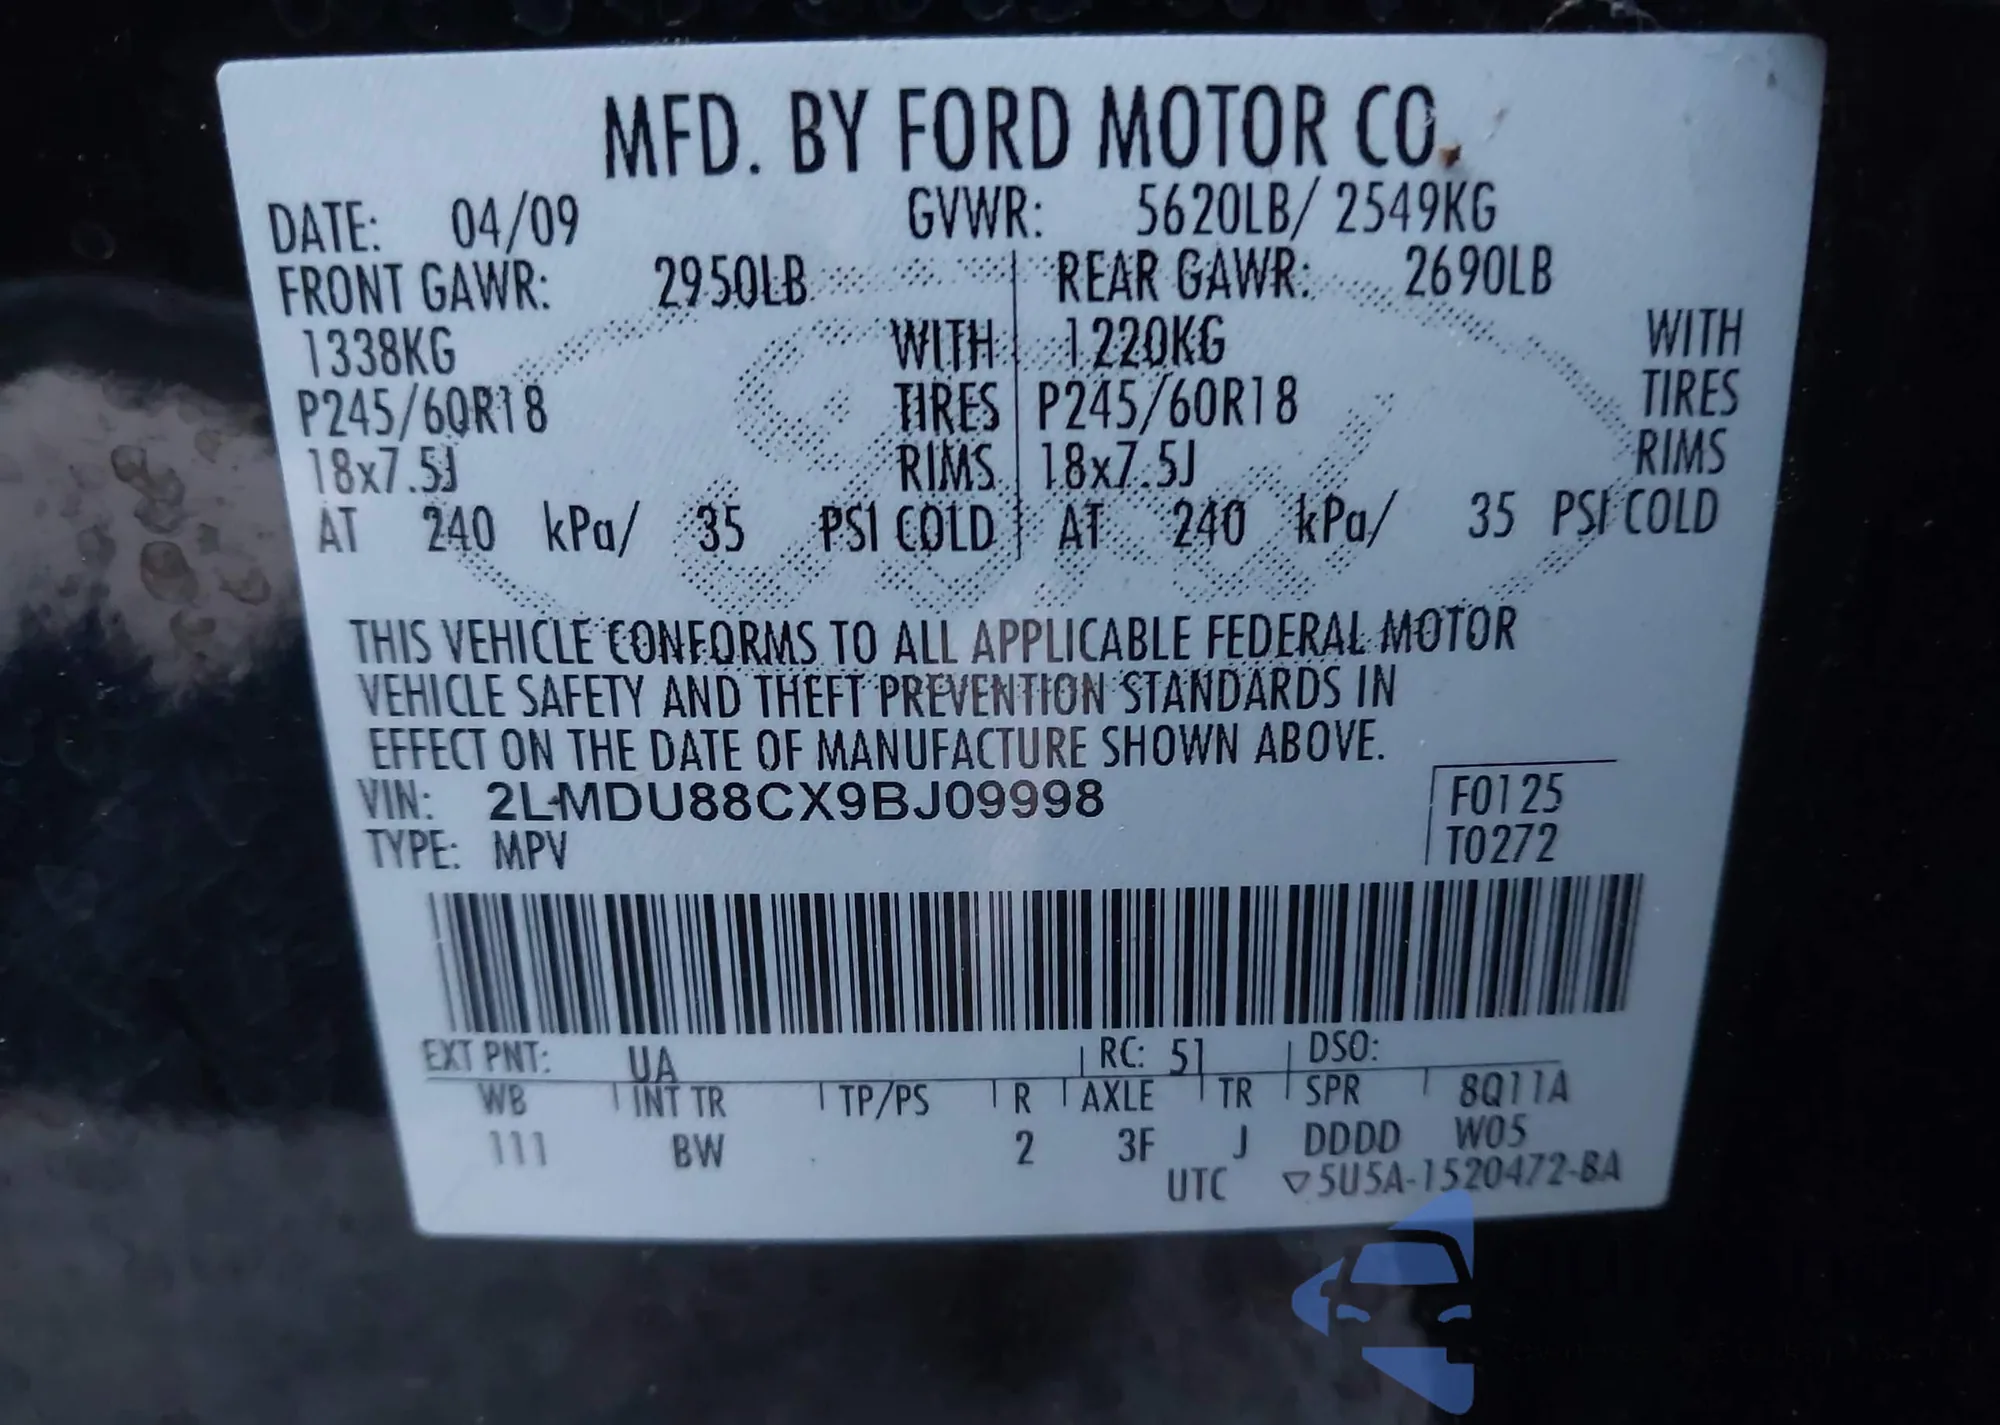 MFD. BY FORD MOTOR CO.
DATE: 04/09 GVWR: 5620LB/ 2549KG
FRONT GAWR: 2950LB REAR GAWR: 2690LB
1338KG WITH 1220KG WITH
P245/60R18 TIRES P245/60R18 TIRES
18x7.5J RIMS 18x7.5J RIMS
AT 240 kPa/ 35 PSI COLD AT 240 kPa/ 35 PSI COLD
THIS VEHICLE CONFORMS TO ALL APPLICABLE FEDERAL MOTOR
VEHICLE SAFETY AND THEFT PREVENTION STANDARDS IN
EFFECT ON THE DATE OF MANUFACTURE SHOWN ABOVE.
VIN: 2LMDU88CX9BJ09998 F0125
TYPE: MPV T0272
EXT PNT: UA RC: 51 DSO:
WB INT TR TP/PS R AXLE TR SPR 8Q11A
111 BW 2 3F J DDDD W05
UTC ▽5U5A-1520472-BA